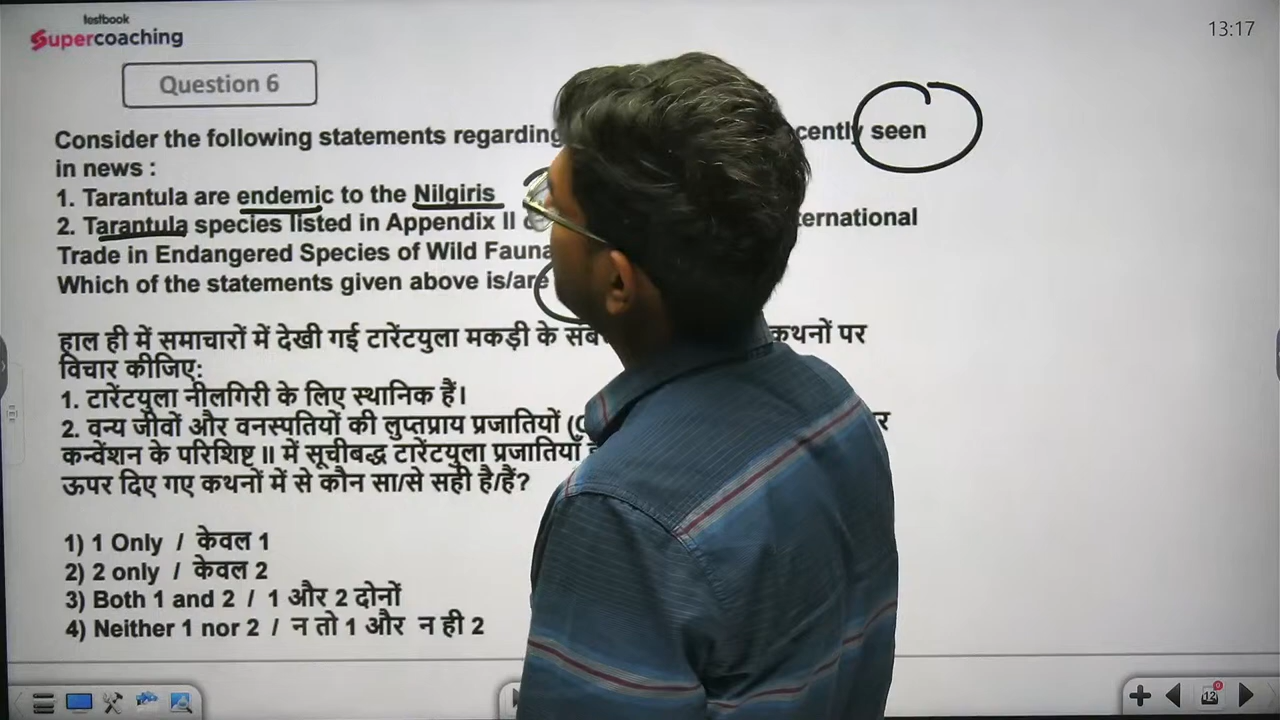 testbook
Supercoaching
13:17
Question 6
Consider the following statements regarding seen
in news :
1. Tarantula are endemic to the Nilgiris
2. Tarantula species listed in Appendix II
Trade in Endangered Species of Wild Fauna
Which of the statements given above is/are
हाल ही में समाचारों में देखी गई टारेंटयुला मकड़ी के कथनों पर
विचार कीजिए:
1. टारेंटयुला नीलगिरी के लिए स्थानिक हैं।
2. वन्य जीवों और वनस्पतियों की लुप्तप्राय प्रजातियों
कन्वेंशन के परिशिष्ट II में सूचीबद्ध टारेंटयुला प्रजातियाँ
ऊपर दिए गए कथनों में से कौन सा/से सही है/हैं?
1) 1 Only / केवल 1
2) 2 only / केवल 2
3) Both 1 and 2 / 1 और 2 दोनों
4) Neither 1 nor 2 / न तो 1 और न ही 2
12